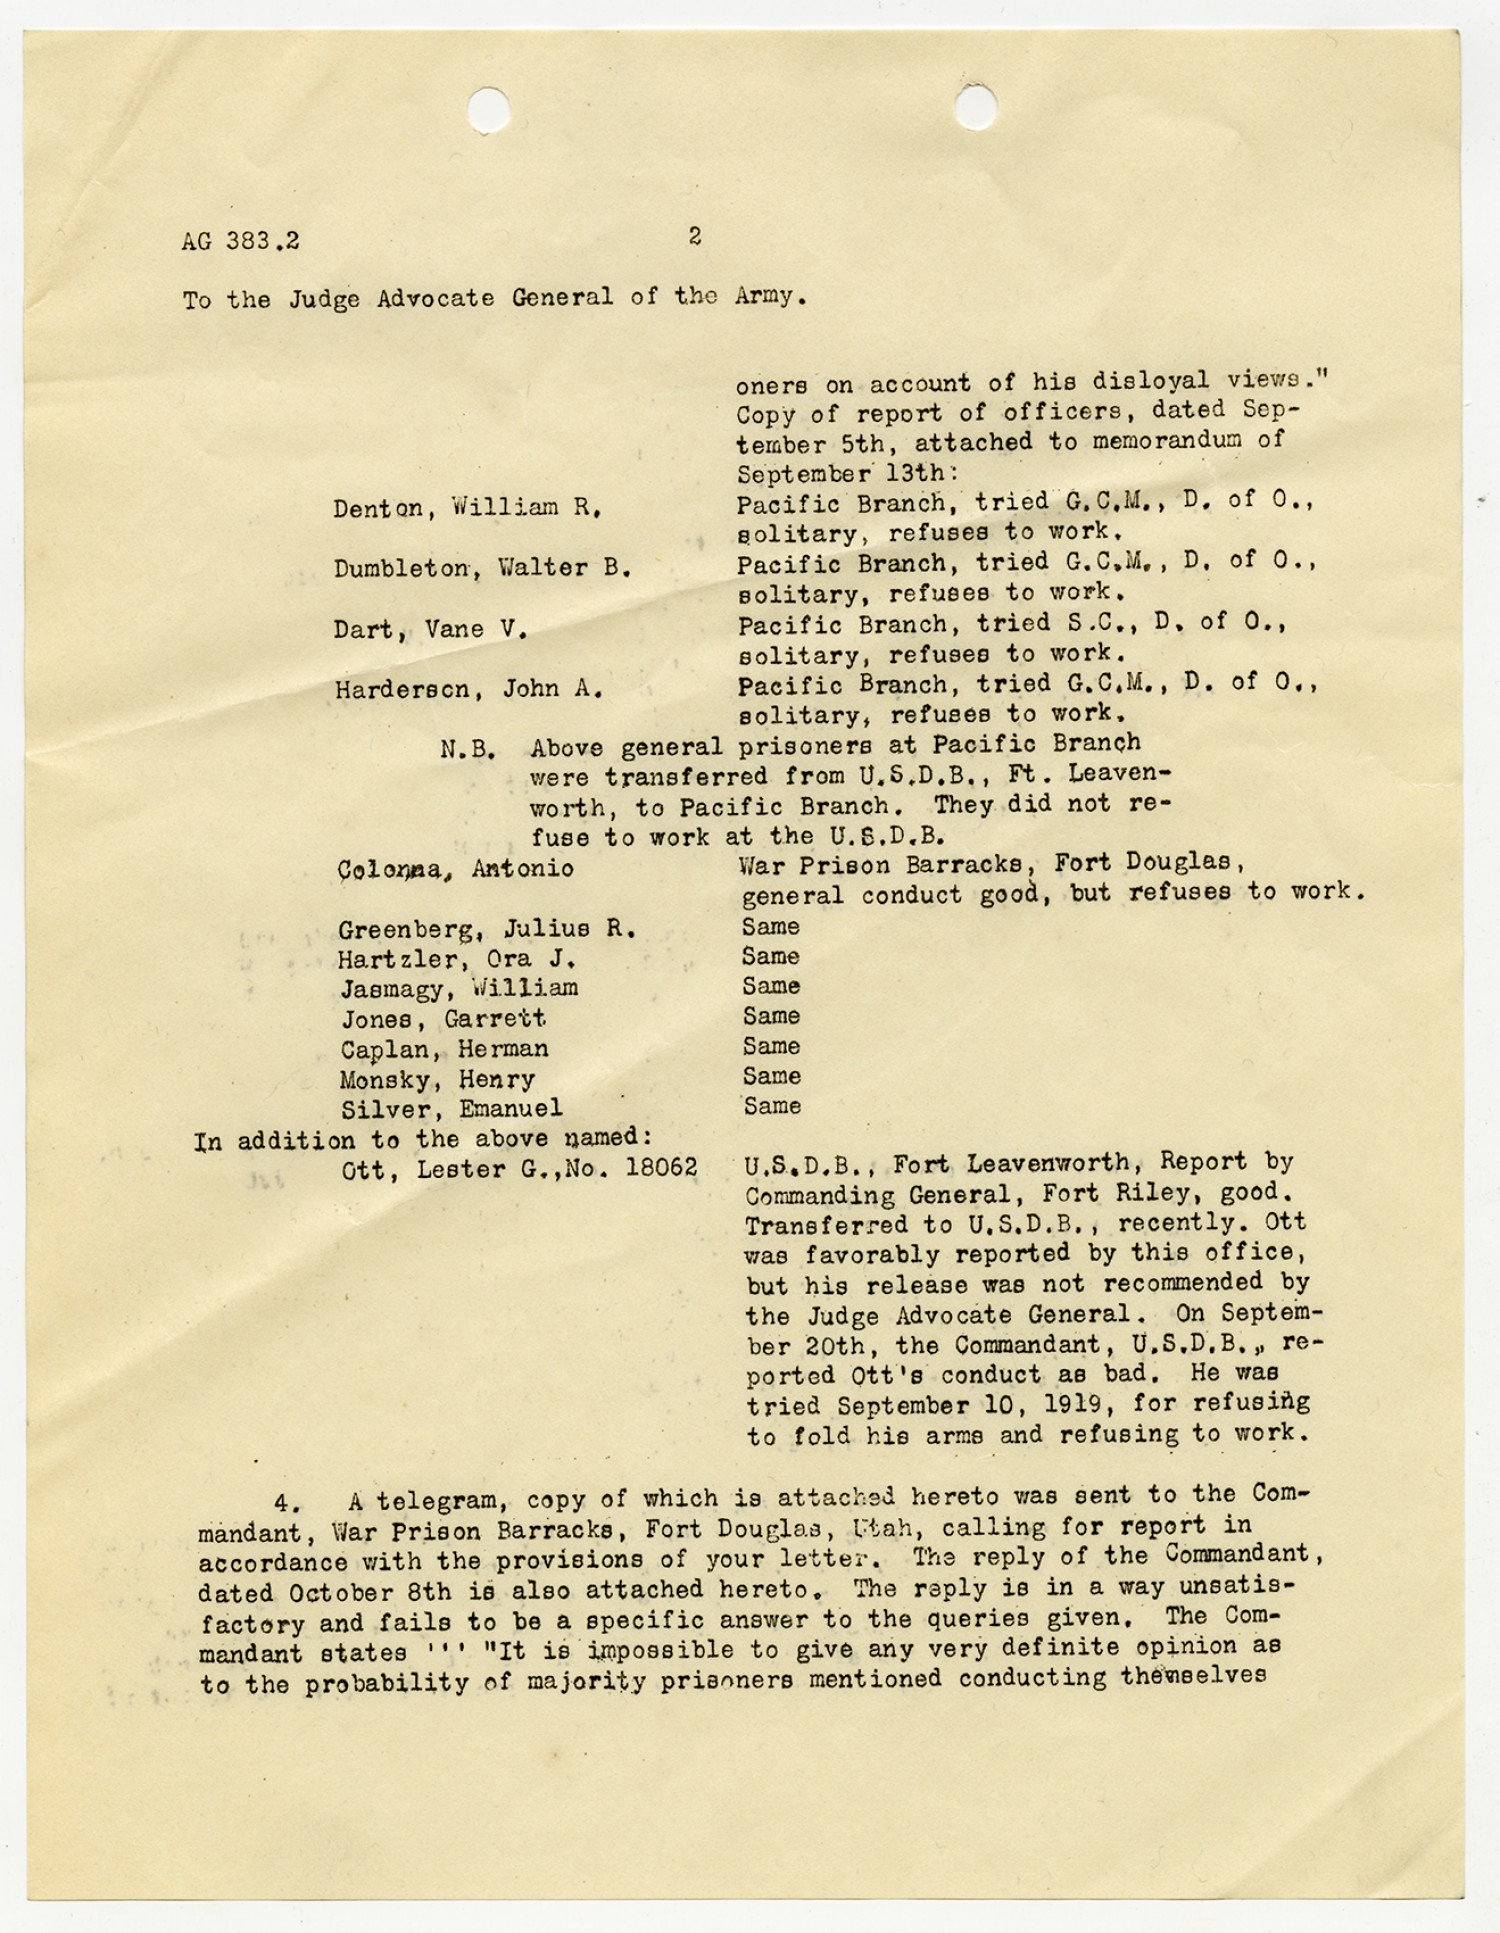 AG 383.2 2
To the Judge Advocate General of the Army.
oners on account of his disloyal views."
Copy of report of officers, dated Sep-
tember 5th, attached to memorandum of
September 13th:
Denton, William R. Pacific Branch, tried G.C.M., D. of O.,
solitary, refuses to work.
Dumbleton, Walter B. Pacific Branch, tried G.C.M., D. of O.,
solitary, refuses to work.
Dart, Vane V. Pacific Branch, tried S.C., D. of O.,
solitary, refuses to work.
Harderson, John A. Pacific Branch, tried G.C.M., D. of O.,
solitary, refuses to work.
N.B. Above general prisoners at Pacific Branch
were transferred from U.S.D.B., Ft. Leaven-
worth, to Pacific Branch. They did not re-
fuse to work at the U.S.D.B.
Colonna, Antonio War Prison Barracks, Fort Douglas,
general conduct good, but refuses to work.
Greenberg, Julius R. Same
Hartzler, Ora J. Same
Jasmagy, William Same
Jones, Garrett Same
Caplan, Herman Same
Monsky, Henry Same
Silver, Emanuel Same
In addition to the above named:
Ott, Lester G.,No. 18062 U.S.D.B., Fort Leavenworth, Report by
Commanding General, Fort Riley, good.
Transferred to U.S.D.B., recently. Ott
was favorably reported by this office,
but his release was not recommended by
the Judge Advocate General. On Septem-
ber 20th, the Commandant, U.S.D.B.,, re-
ported Ott's conduct as bad. He was
tried September 10, 1919, for refusing
to fold his arms and refusing to work.
4. A telegram, copy of which is attached hereto was sent to the Com-
mandant, War Prison Barracks, Fort Douglas, Utah, calling for report in
accordance with the provisions of your letter. The reply of the Commandant,
dated October 8th is also attached hereto. The reply is in a way unsatis-
factory and fails to be a specific answer to the queries given. The Com-
mandant states ''' "It is impossible to give any very definite opinion as
to the probability of majority prisoners mentioned conducting themselves